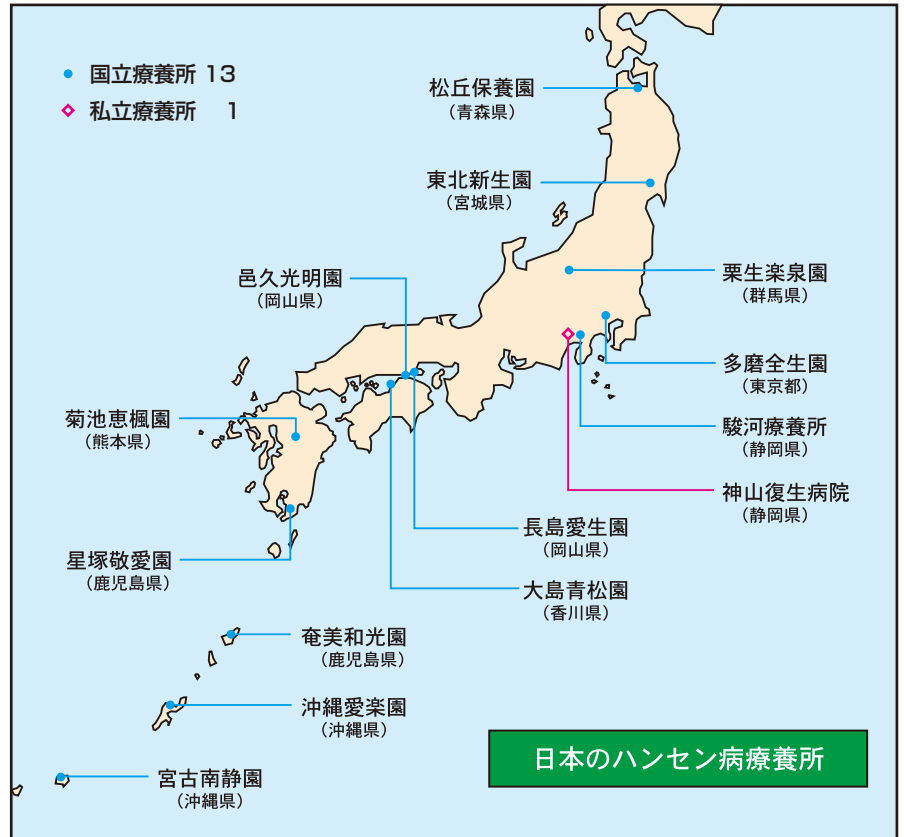 国立療養所 13
私立療養所 1
松丘保養園
（青森県）
東北新生園
（宮城県）
栗生楽泉園
（群馬県）
邑久光明園
（岡山県）
多磨全生園
（東京都）
菊池恵楓園
（熊本県）
駿河療養所
（静岡県）
神山復生病院
（静岡県）
長島愛生園
（岡山県）
星塚敬愛園
（鹿児島県）
大島青松園
（香川県）
奄美和光園
（鹿児島県）
沖縄愛楽園
（沖縄県）
宮古南静園
（沖縄県）
日本のハンセン病療養所